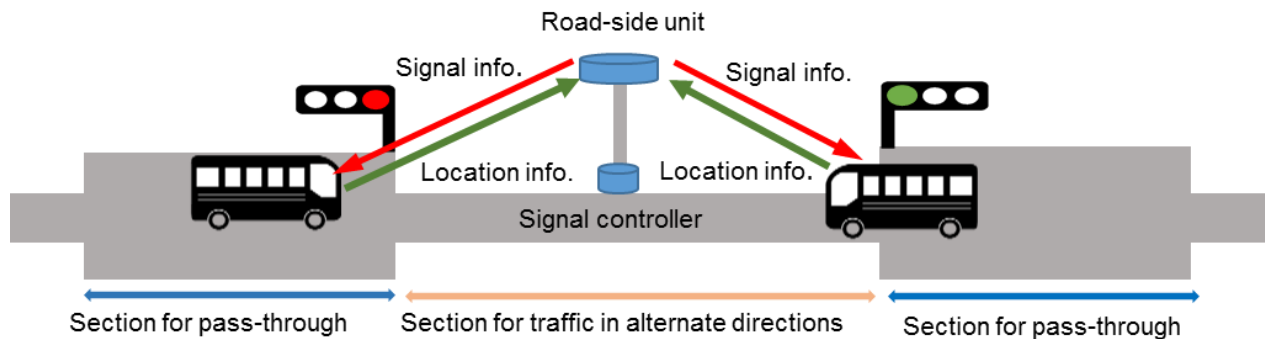 Road-side unit
Signal info.
Signal info.
Location info.
Location info.
Signal controller
Section for pass-through
Section for traffic in alternate directions
Section for pass-through